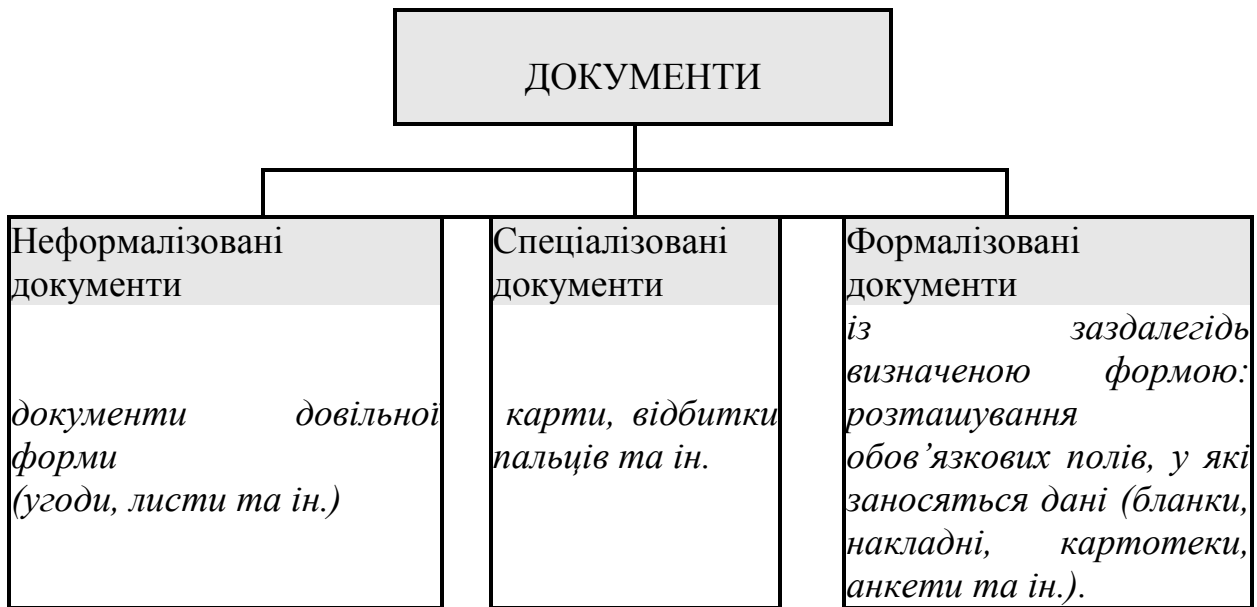 ДОКУМЕНТИ
Неформалізовані
документи
документи довільної
форми
(угоди, листи та ін.)
Спеціалізовані
документи
карти, відбитки
пальців та ін.
Формалізовані
документи
із заздалегідь
визначеною формою:
розташування
обов’язкових полів, у які
заносяться дані (бланки,
накладні, картотеки,
анкети та ін.).